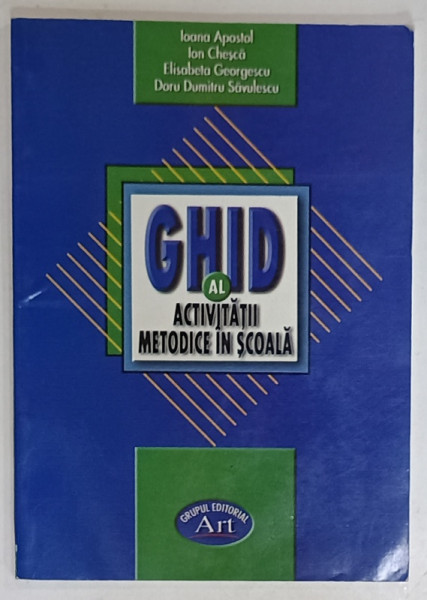 Ioana Apostol
Ion Cheșcă
Elisabeta Georgescu
Doru Dumitru Săvulescu
GHID
AL
ACTIVITĂȚII
METODICE ÎN ȘCOALĂ
GRUPUL EDITORIAL
Art